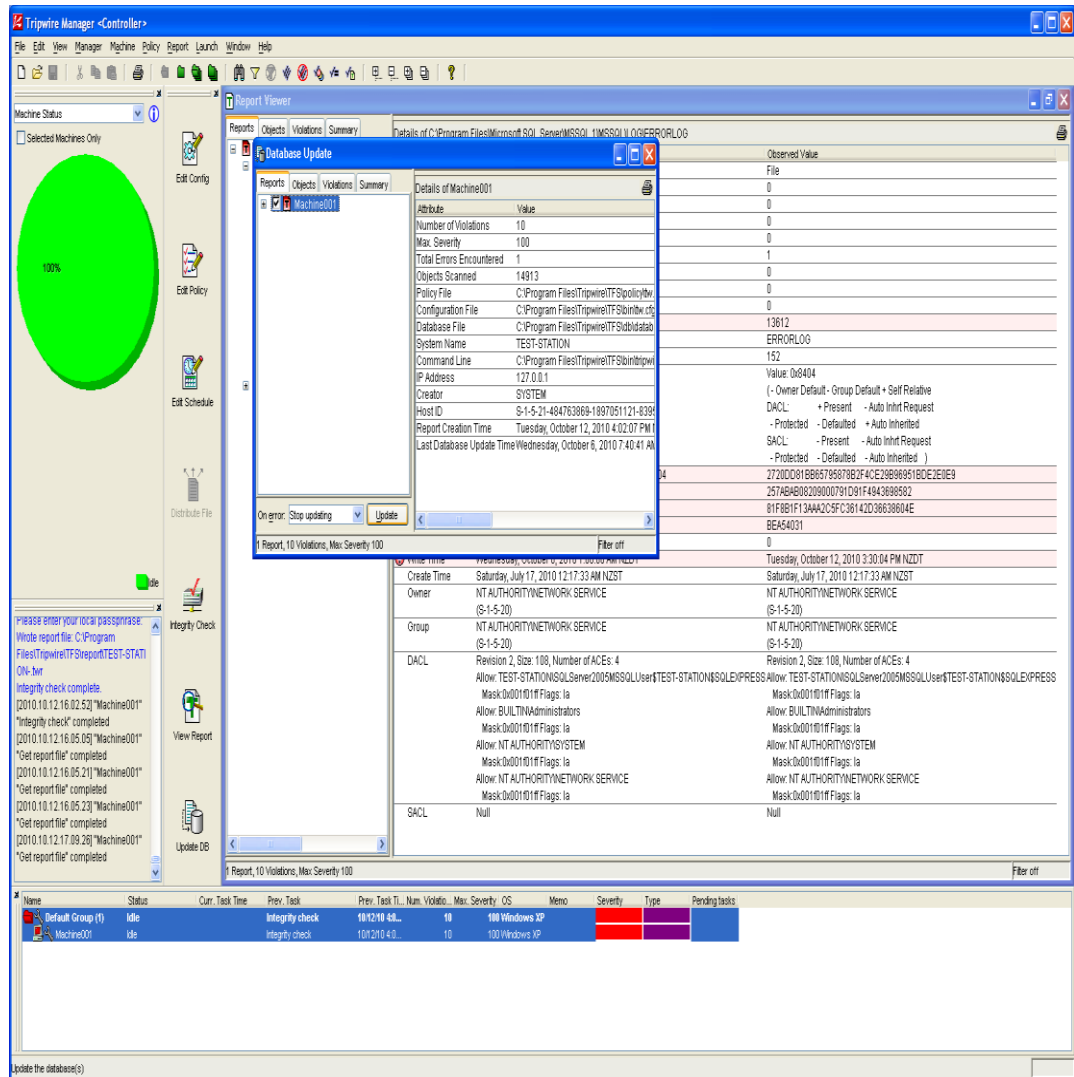 Tripwire Manager <Controller>
File Edit View Manager Machine Policy Report Launch Window Help
Machine Status
Selected Machines Only
100%
Idle
Please enter your local passphrase:
Wrote report file: C:\Program
Files\Tripwire\TFS\report\TEST-STATI
ON-.twr
Integrity check complete.
[2010.10.12.16.02.52] "Machine001"
"Integrity check" completed
[2010.10.12.16.05.05] "Machine001"
"Get report file" completed
[2010.10.12.16.05.21] "Machine001"
"Get report file" completed
[2010.10.12.16.05.23] "Machine001"
"Get report file" completed
[2010.10.12.17.09.26] "Machine001"
"Get report file" completed
Edit Config
Edit Policy
Edit Schedule
Distribute File
Integrity Check
View Report
Update DB
Report Viewer
Reports Objects Violations Summary
Details of C:\Program Files\Microsoft SQL Server\MSSQL.1\MSSQL\LOG\ERRORLOG
Database Update
Reports Objects Violations Summary
Machine001
Details of Machine001
Attribute Value
Number of Violations 10
Max. Severity 100
Total Errors Encountered 1
Objects Scanned 14913
Policy File C:\Program Files\Tripwire\TFS\policy\tw.
Configuration File C:\Program Files\Tripwire\TFS\bin\tw.cfg
Database File C:\Program Files\Tripwire\TFS\db\datab
System Name TEST-STATION
Command Line C:\Program Files\Tripwire\TFS\bin\tripwi
IP Address 127.0.0.1
Creator SYSTEM
Host ID S-1-5-21-484763869-1897051121-839
Report Creation Time Tuesday, October 12, 2010 4:02:07 PM
Last Database Update Time Wednesday, October 6, 2010 7:40:41 AM
On error: Stop updating Update
1 Report, 10 Violations, Max Severity 100 Filter off
Observed Value
File
0
0
0
0
1
0
0
0
13612
ERRORLOG
152
Value: 0x8404
(- Owner Default - Group Default + Self Relative
DACL: + Present - Auto Inhrt Request
- Protected - Defaulted + Auto Inherited
SACL: - Present - Auto Inhrt Request
- Protected - Defaulted - Auto Inherited )
04 2720DD81BB65795878B2F4CE29B96951BDE2E0E9
257ABAB08209000791D91F4943698582
81F8B1F13AAA2C5FC36142D36638604E
BEA54031
0
Write Time Tuesday, October 12, 2010 3:30:04 PM NZDT
Create Time Saturday, July 17, 2010 12:17:33 AM NZST Saturday, July 17, 2010 12:17:33 AM NZST
Owner NT AUTHORITY\NETWORK SERVICE NT AUTHORITY\NETWORK SERVICE
(S-1-5-20) (S-1-5-20)
Group NT AUTHORITY\NETWORK SERVICE NT AUTHORITY\NETWORK SERVICE
(S-1-5-20) (S-1-5-20)
DACL Revision 2, Size: 108, Number of ACEs: 4 Revision 2, Size: 108, Number of ACEs: 4
Allow: TEST-STATION\SQLServer2005MSSQLUser$TEST-STATION$SQLEXPRESS Allow: TEST-STATION\SQLServer2005MSSQLUser$TEST-STATION$SQLEXPRESS
Mask:0x001f01ff Flags: Ia Mask:0x001f01ff Flags: Ia
Allow: BUILTIN\Administrators Allow: BUILTIN\Administrators
Mask:0x001f01ff Flags: Ia Mask:0x001f01ff Flags: Ia
Allow: NT AUTHORITY\SYSTEM Allow: NT AUTHORITY\SYSTEM
Mask:0x001f01ff Flags: Ia Mask:0x001f01ff Flags: Ia
Allow: NT AUTHORITY\NETWORK SERVICE Allow: NT AUTHORITY\NETWORK SERVICE
Mask:0x001f01ff Flags: Ia Mask:0x001f01ff Flags: Ia
SACL Null Null
1 Report, 10 Violations, Max Severity 100 Filter off
Name Status Curr. Task Time Prev. Task Prev. Task Ti... Num. Violatio... Max. Severity OS Memo Severity Type Pending tasks
Default Group (1) Idle Integrity check 10/12/10 4:0... 10 100 Windows XP
Machine001 Idle Integrity check 10/12/10 4:0... 10 100 Windows XP
Update the database(s)